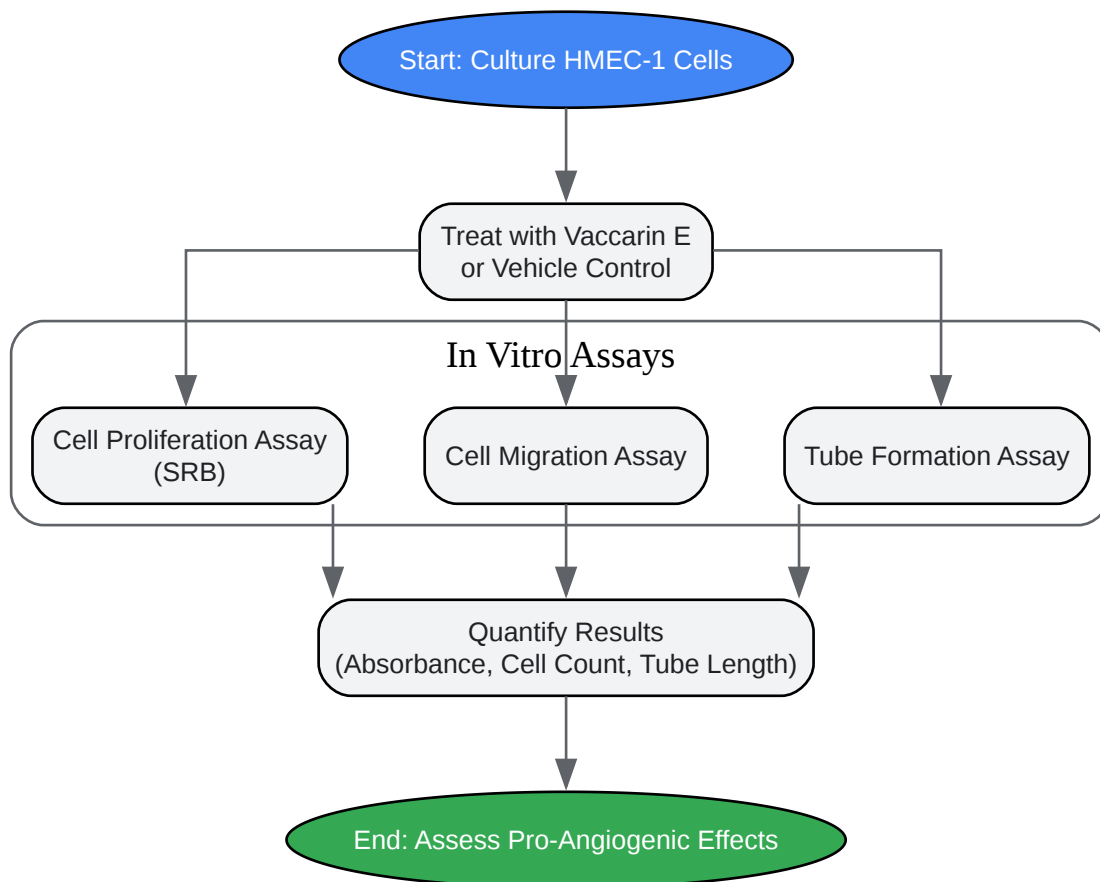 Start: Culture HMEC-1 Cells
Treat with Vaccarin E
or Vehicle Control
In Vitro Assays
Cell Proliferation Assay
(SRB)
Cell Migration Assay
Tube Formation Assay
Quantify Results
(Absorbance, Cell Count, Tube Length)
End: Assess Pro-Angiogenic Effects